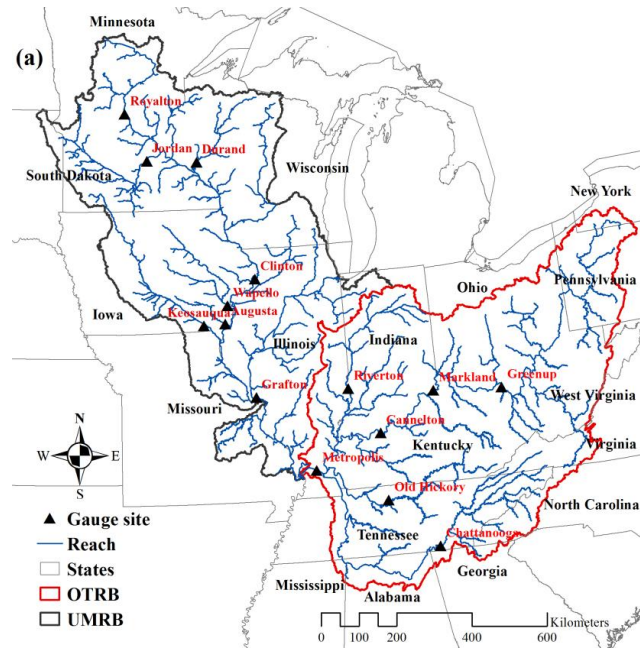 Minnesota
(a)
Royalton
Jordan
Durand
South Dakota
Wisconsin
New York
Clinton
Ohio
Pennsylvania
Wapello
Iowa
Keosauqua
Augusta
Illinois
Indiana
Riverton
Markland
Greenup
Grafton
West Virginia
Missouri
Cannelton
Kentucky
Virginia
N
W
E
S
Metropolis
Old Hickory
North Carolina
Gauge site
Reach
Tennessee
Chattanooga
States
Georgia
OTRB
Mississippi
Alabama
UMRB
Kilometers
0 50 100 200 400 600